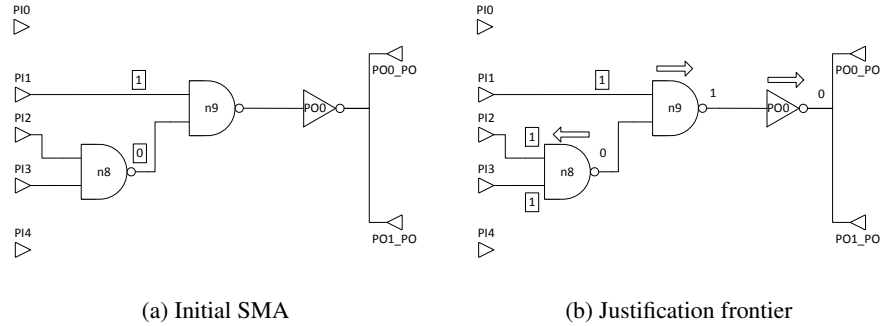 PI0
PI1
1
n9
PO0
PO0_PO
PI2
0
PI3
n8
PI4
PO1_PO
(a) Initial SMA
PI0
PI1
1
n9
1
PO0
0
PO0_PO
PI2
1
0
PI3
n8
1
PI4
PO1_PO
(b) Justification frontier